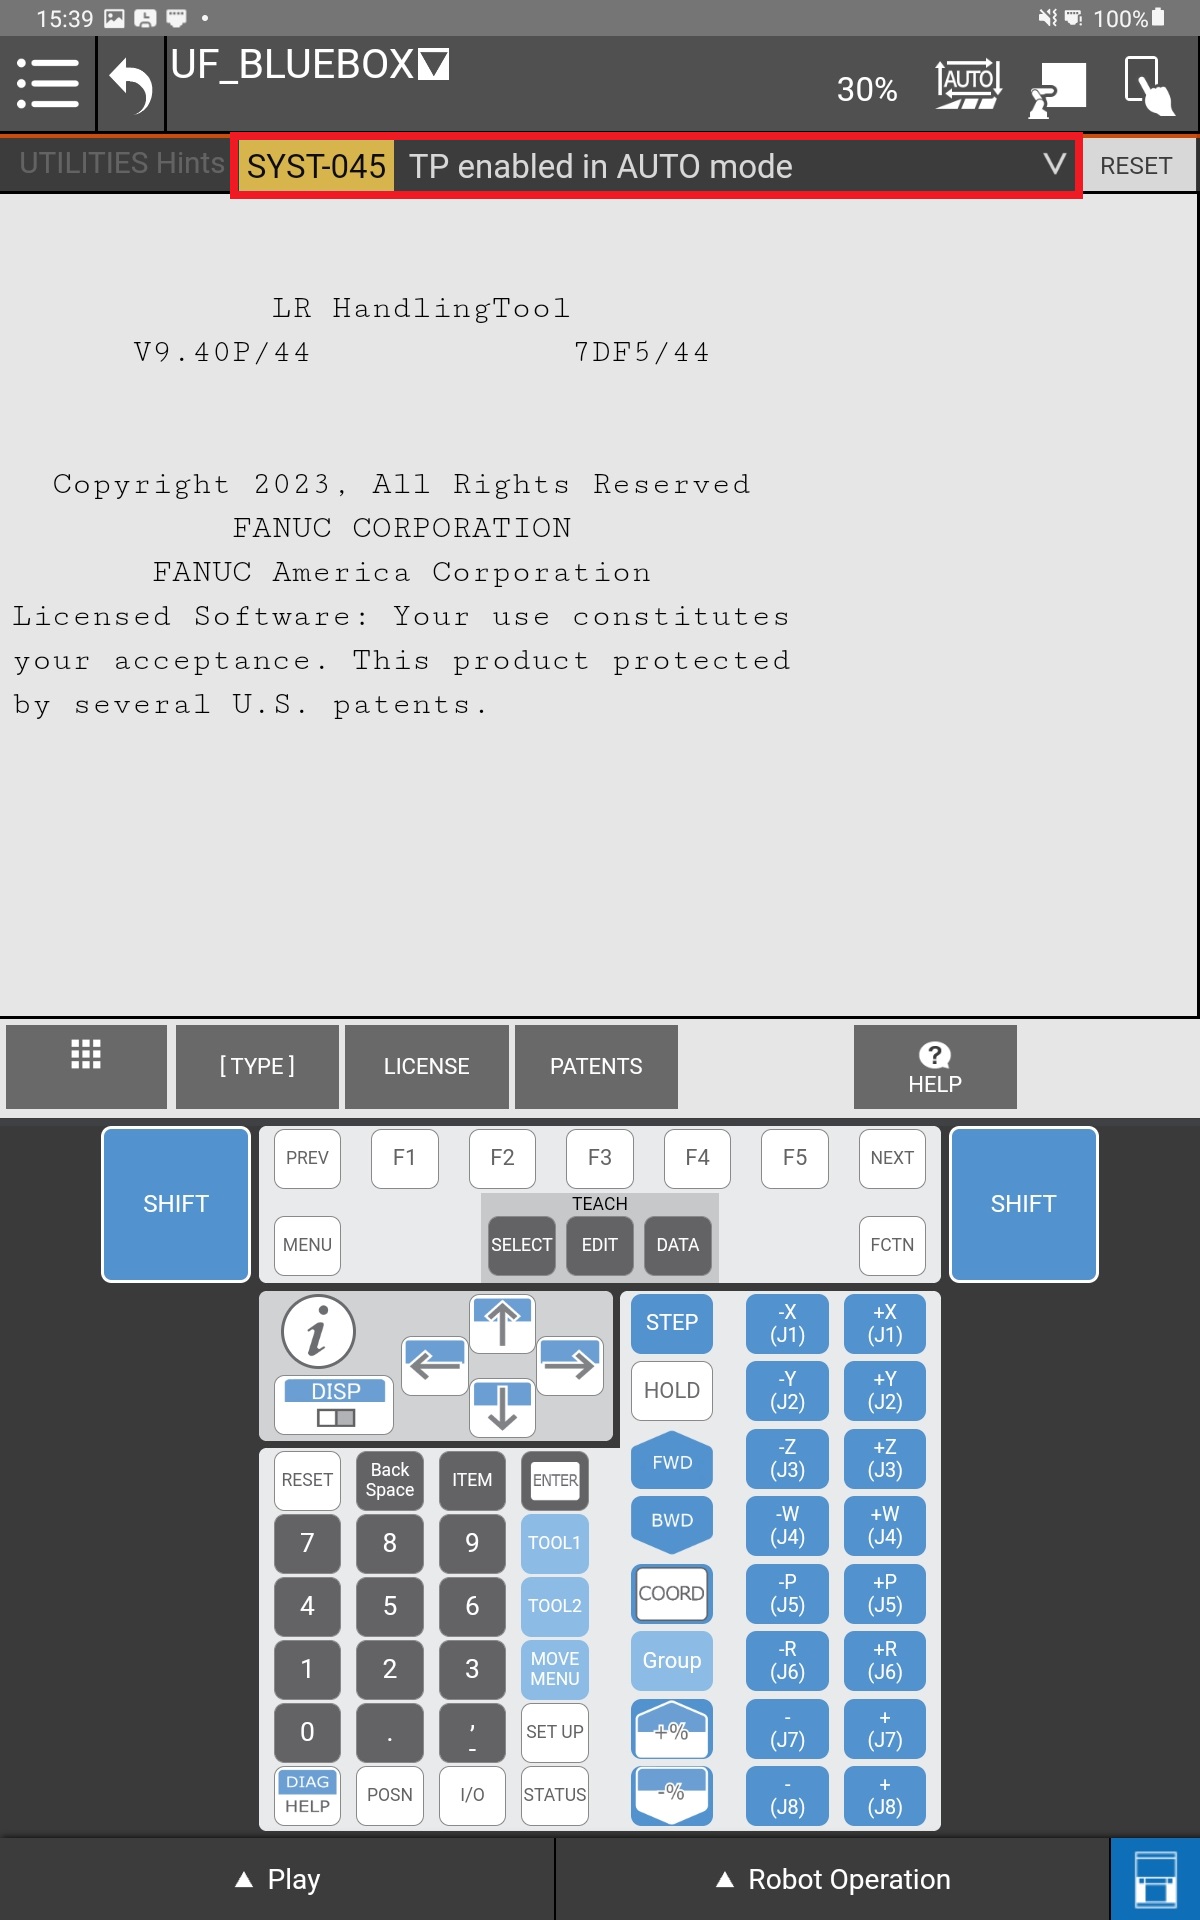 15:39
100%
UF_BLUEBOX
30%
AUTO
UTILITIES Hints
SYST-045 TP enabled in AUTO mode
RESET
LR HandlingTool
V9.40P/44 7DF5/44
Copyright 2023, All Rights Reserved
FANUC CORPORATION
FANUC America Corporation
Licensed Software: Your use constitutes
your acceptance. This product protected
by several U.S. patents.
[ TYPE ]
LICENSE
PATENTS
?
HELP
SHIFT
PREV
F1
F2
F3
F4
F5
NEXT
SHIFT
TEACH
MENU
SELECT
EDIT
DATA
FCTN
i
DISP
STEP
HOLD
FWD
BWD
COORD
Group
+%
-%
-X
(J1)
+X
(J1)
-Y
(J2)
+Y
(J2)
-Z
(J3)
+Z
(J3)
-W
(J4)
+W
(J4)
-P
(J5)
+P
(J5)
-R
(J6)
+R
(J6)
-
(J7)
+
(J7)
-
(J8)
+
(J8)
RESET
Back
Space
ITEM
ENTER
7
8
9
TOOL1
4
5
6
TOOL2
1
2
3
MOVE
MENU
0
.
,
-
SET UP
DIAG
HELP
POSN
I/O
STATUS
▲ Play
▲ Robot Operation